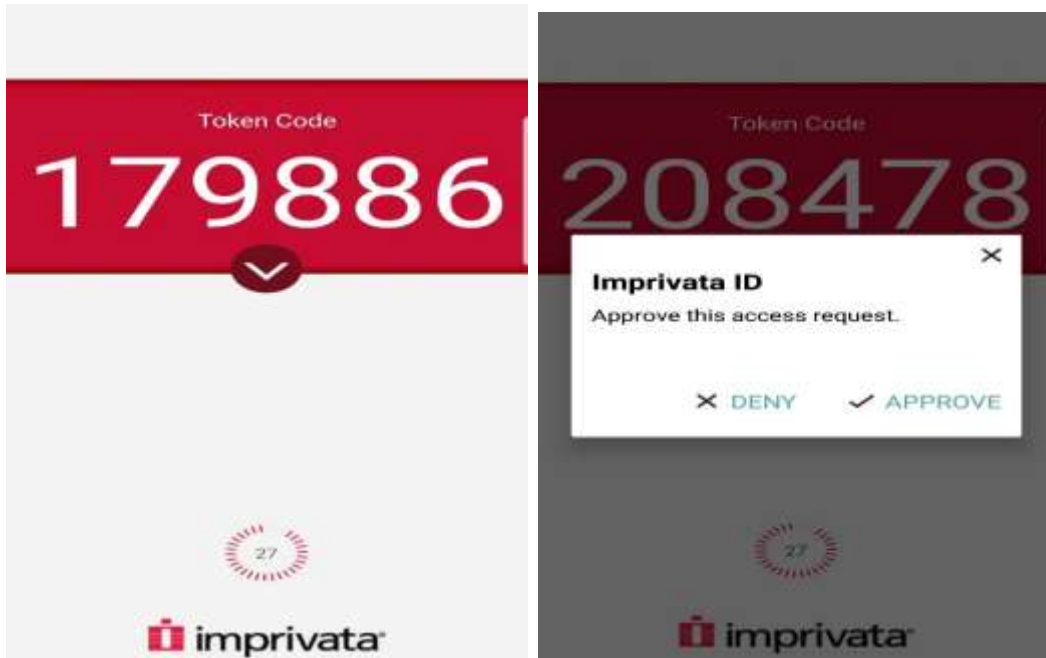 Token Code
179886
27
imprivata
Token Code
208478
Imprivata ID
Approve this access request.
DENY APPROVE
27
imprivata